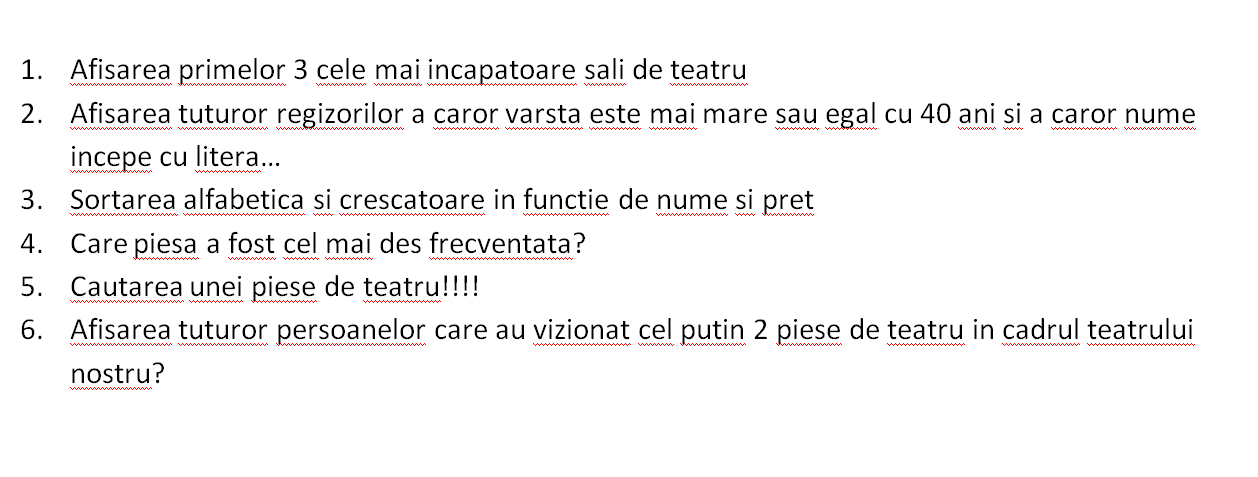 1. Afisarea primelor 3 cele mai incapatoare sali de teatru
2. Afisarea tuturor regizorilor a caror varsta este mai mare sau egal cu 40 ani si a caror nume
incepe cu litera...
3. Sortarea alfabetica si crescatoare in functie de nume si pret
4. Care piesa a fost cel mai des frecventata?
5. Cautarea unei piese de teatru!!!!
6. Afisarea tuturor persoanelor care au vizionat cel putin 2 piese de teatru in cadrul teatrului
nostru?